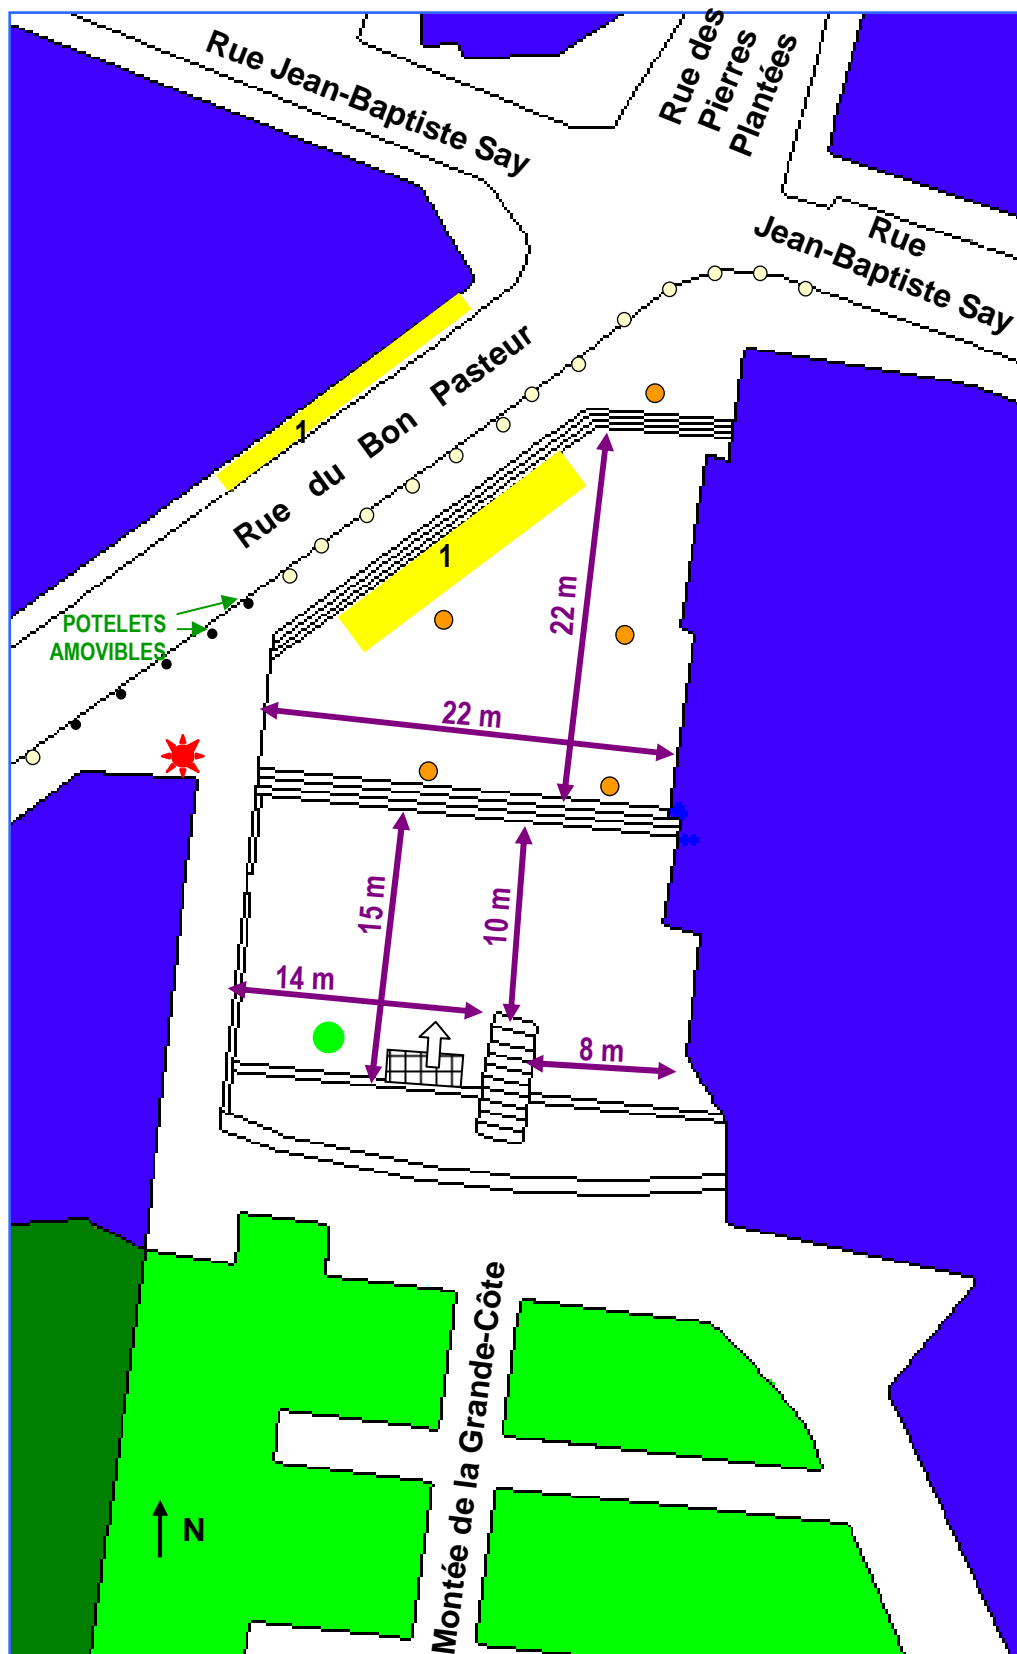 Rue Jean-Baptiste Say
Rue des
Pierres
Plantées
Rue
Jean-Baptiste Say
Rue du Bon Pasteur
1
1
POTELETS
AMOVIBLES
22 m
22 m
15 m
10 m
14 m
8 m
Montée de la Grande-Côte
N